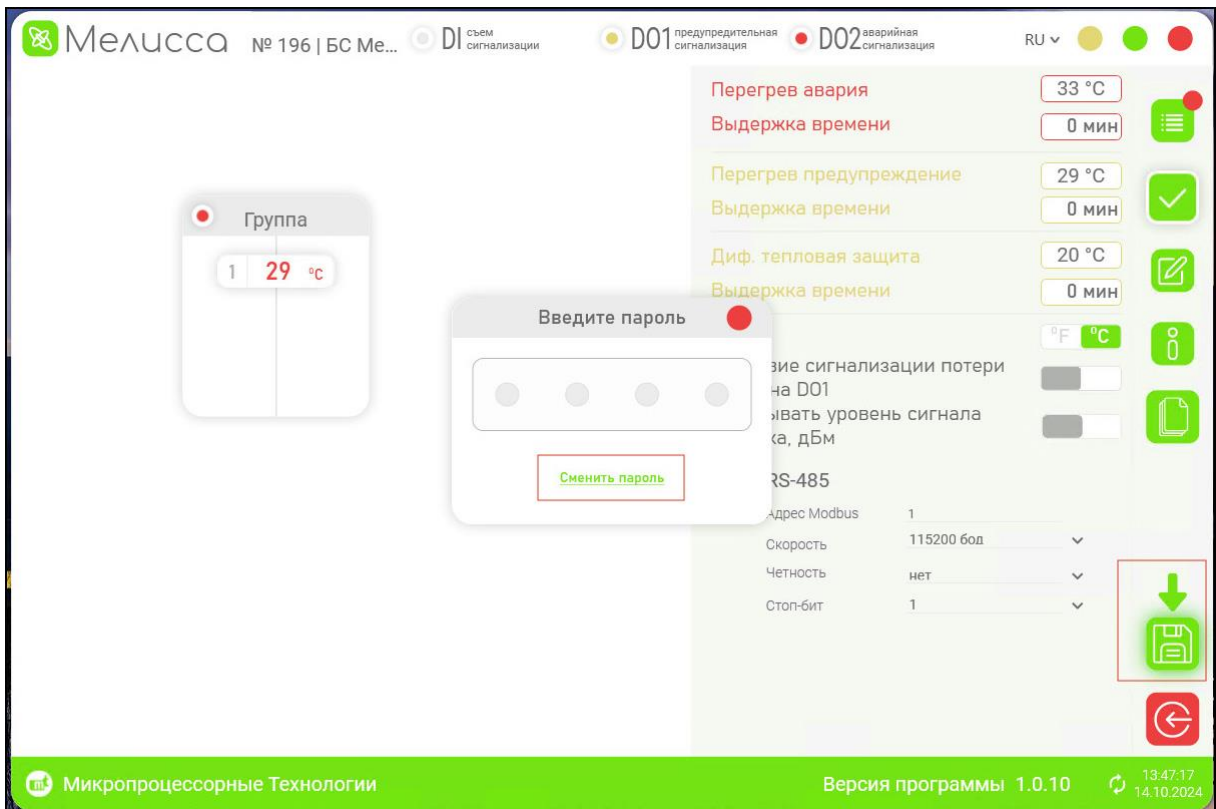 Мелисса № 196 | БС Ме... DI съем сигнализации DO1 предупредительная сигнализация DO2 аварийная сигнализация RU
Перегрев авария 33 °C
Выдержка времени 0 мин
Перегрев предупреждение 29 °C
Выдержка времени 0 мин
Диф. тепловая защита 20 °C
Выдержка времени 0 мин
Группа
1 29 °C
Введите пароль
Сменить пароль
°F °C
вие сигнализации потери
на DO1
ывать уровень сигнала
ка, дБм
RS-485
Адрес Modbus 1
Скорость 115200 бод
Четность нет
Стоп-бит 1
Микропроцессорные Технологии
Версия программы 1.0.10
13:47:17
14.10.2024